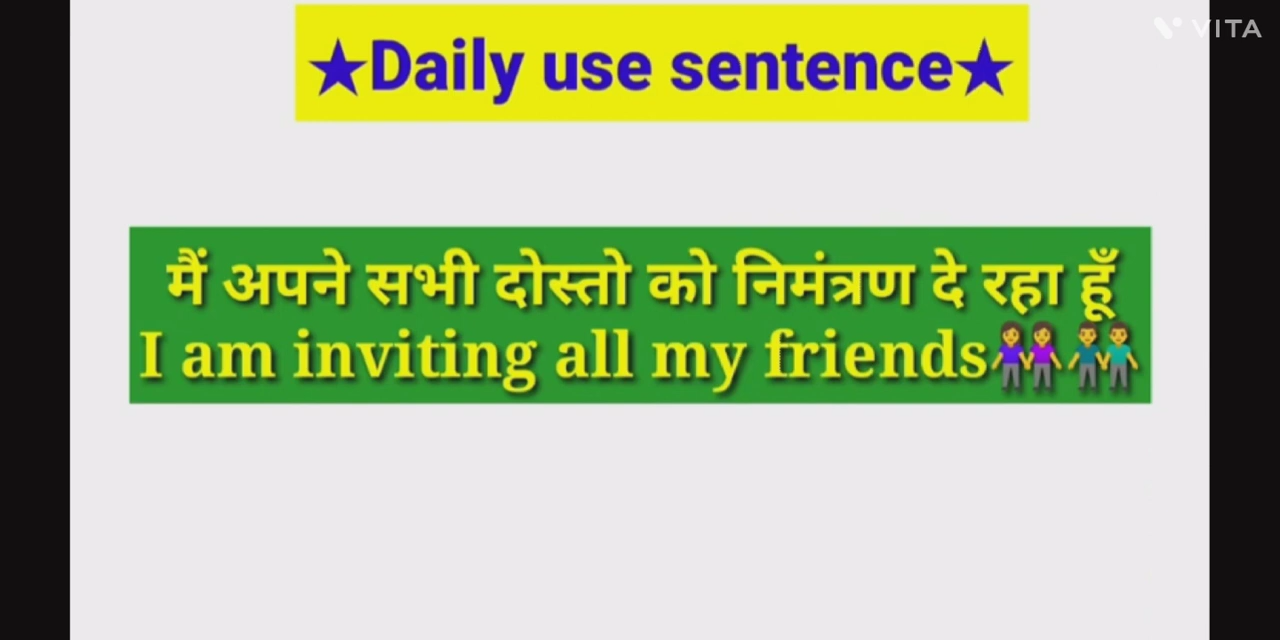 ★Daily use sentence★
VITA
मैं अपने सभी दोस्तो को निमंत्रण दे रहा हूँ
I am inviting all my friends👭👬